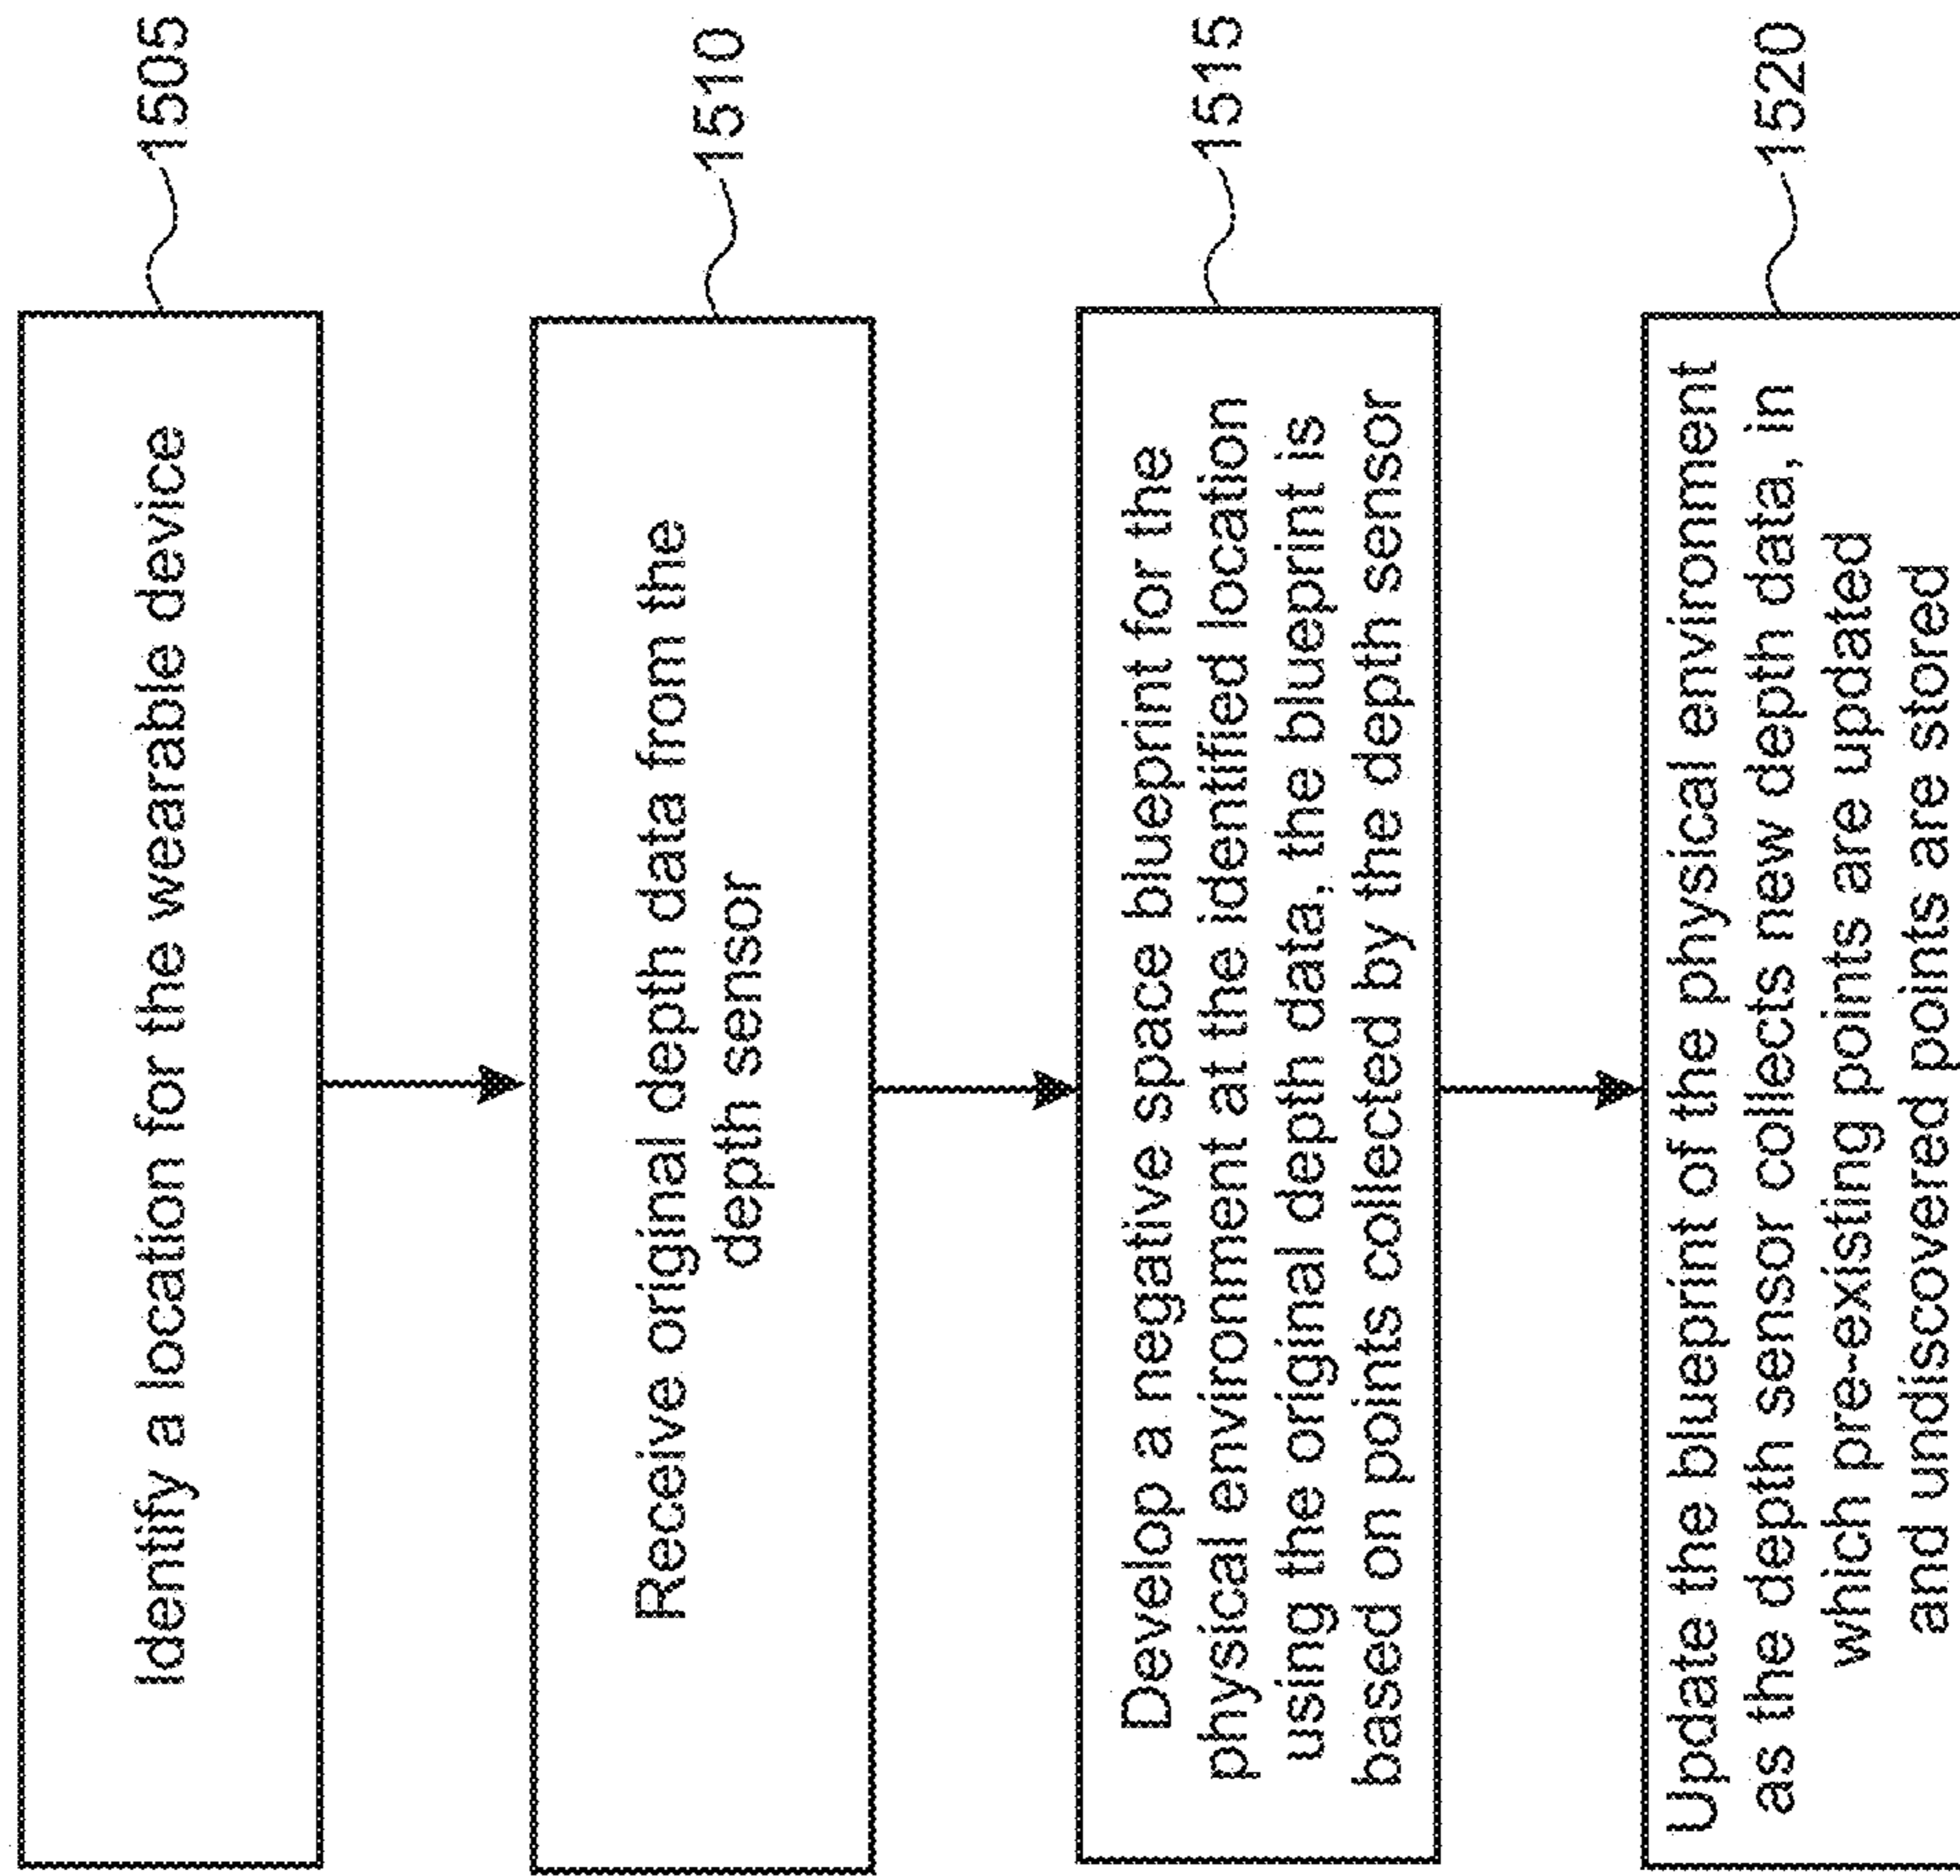 Identify a location for the wearable device
1505
Receive original depth data from the
depth sensor
1510
Develop a negative space blueprint for the
physical environment at the identified location
using the original depth data, the blueprint is
based on points collected by the depth sensor
1515
Update the blueprint of the physical environment
as the depth sensor collects new depth data, in
which pre-existing points are updated
and undiscovered points are stored
1520